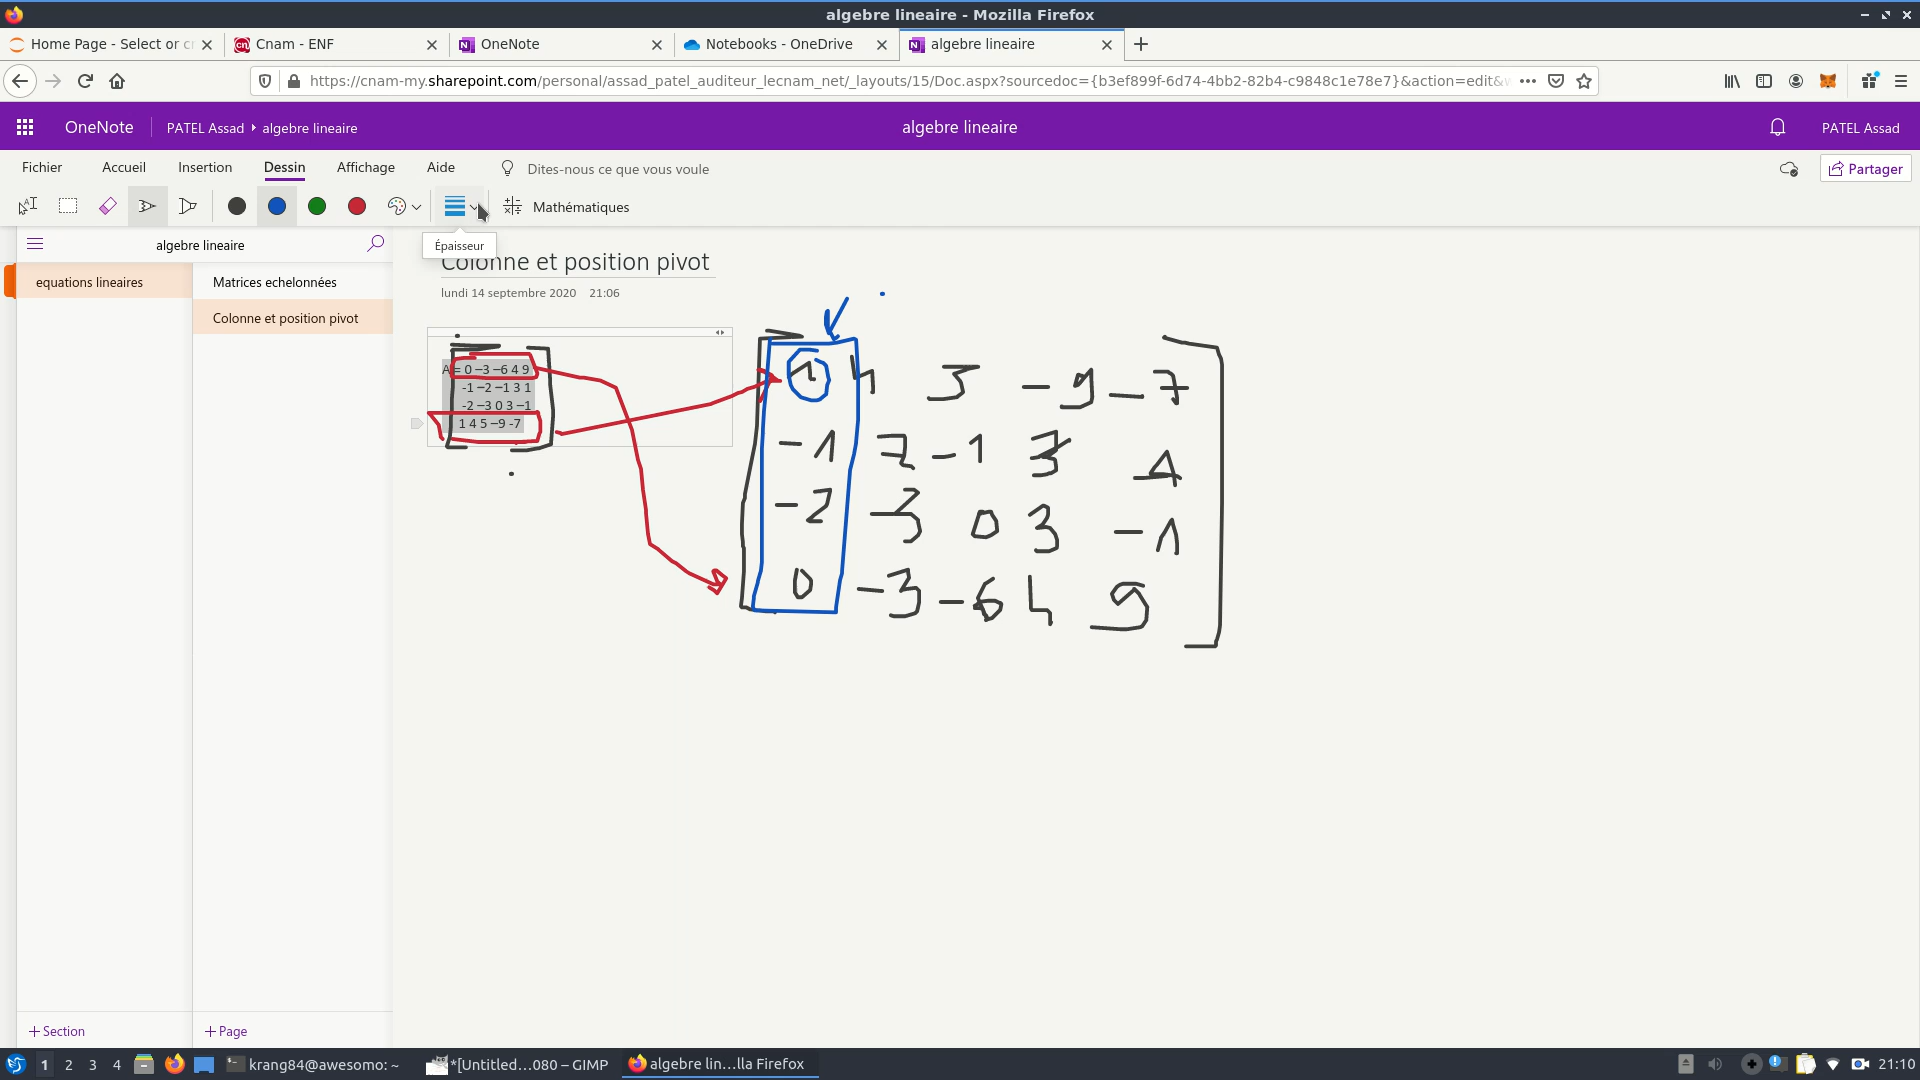 algebre lineaire - Mozilla Firefox
Home Page - Select or c
Cnam - ENF
OneNote
Notebooks - OneDrive
algebre lineaire
https://cnam-my.sharepoint.com/personal/assad_patel_auditeur_lecnam_net/_layouts/15/Doc.aspx?sourcedoc={b3ef899f-6d74-4bb2-82b4-c9848c1e78e7}&action=edit&
OneNote
PATEL Assad
algebre lineaire
algebre lineaire
PATEL Assad
Fichier
Accueil
Insertion
Dessin
Affichage
Aide
Dites-nous ce que vous voule
Partager
Mathématiques
Épaisseur
algebre lineaire
equations lineaires
Matrices echelonnées
Colonne et position pivot
Colonne et position pivot
lundi 14 septembre 2020 21:06
A = 0 −3 −6 4 9
-1 −2 −1 3 1
-2 −3 0 3 −1
1 4 5 −9 -7
1 4 5 -9 -7
-1 2 -1 3 1
-2 -3 0 3 -1
0 -3 -6 4 9
+ Section
+ Page
1 2 3 4
krang84@awesomo: ~
*[Untitled...080 – GIMP
algebre lin...lla Firefox
21:10